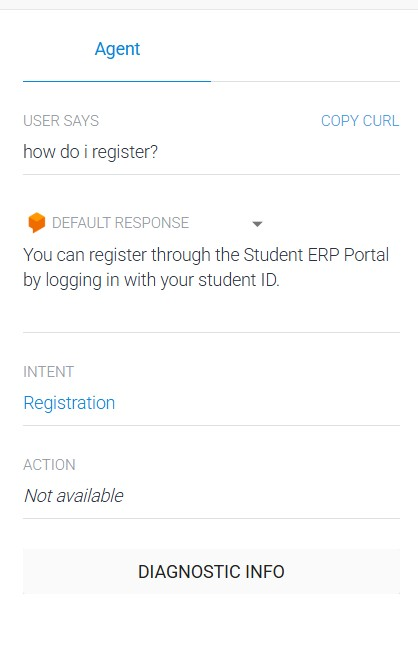 Agent
USER SAYS COPY CURL
how do i register?
DEFAULT RESPONSE
You can register through the Student ERP Portal
by logging in with your student ID.
INTENT
Registration
ACTION
Not available
DIAGNOSTIC INFO